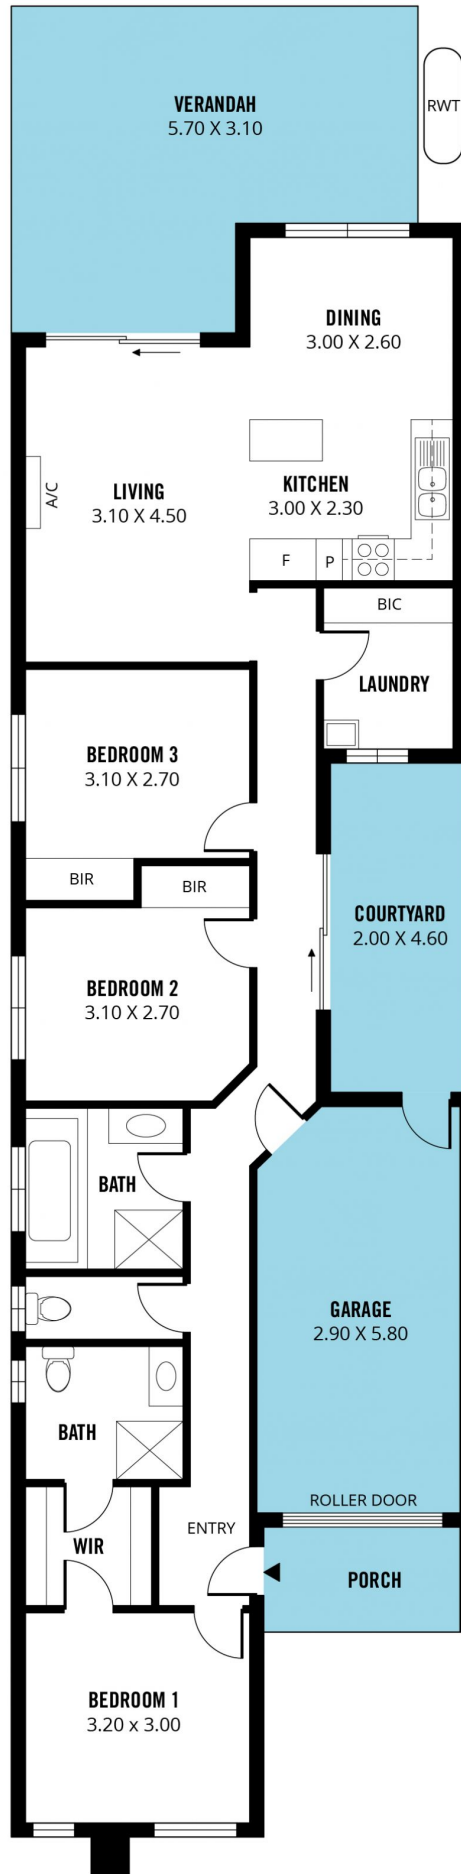 VERANDAH
5.70 X 3.10
RWT
DINING
3.00 X 2.60
A/C
LIVING
3.10 X 4.50
KITCHEN
3.00 X 2.30
F
P
BIC
LAUNDRY
BEDROOM 3
3.10 X 2.70
BIR
BIR
COURTYARD
2.00 X 4.60
BEDROOM 2
3.10 X 2.70
BATH
GARAGE
2.90 X 5.80
BATH
ROLLER DOOR
ENTRY
WIR
PORCH
BEDROOM 1
3.20 x 3.00